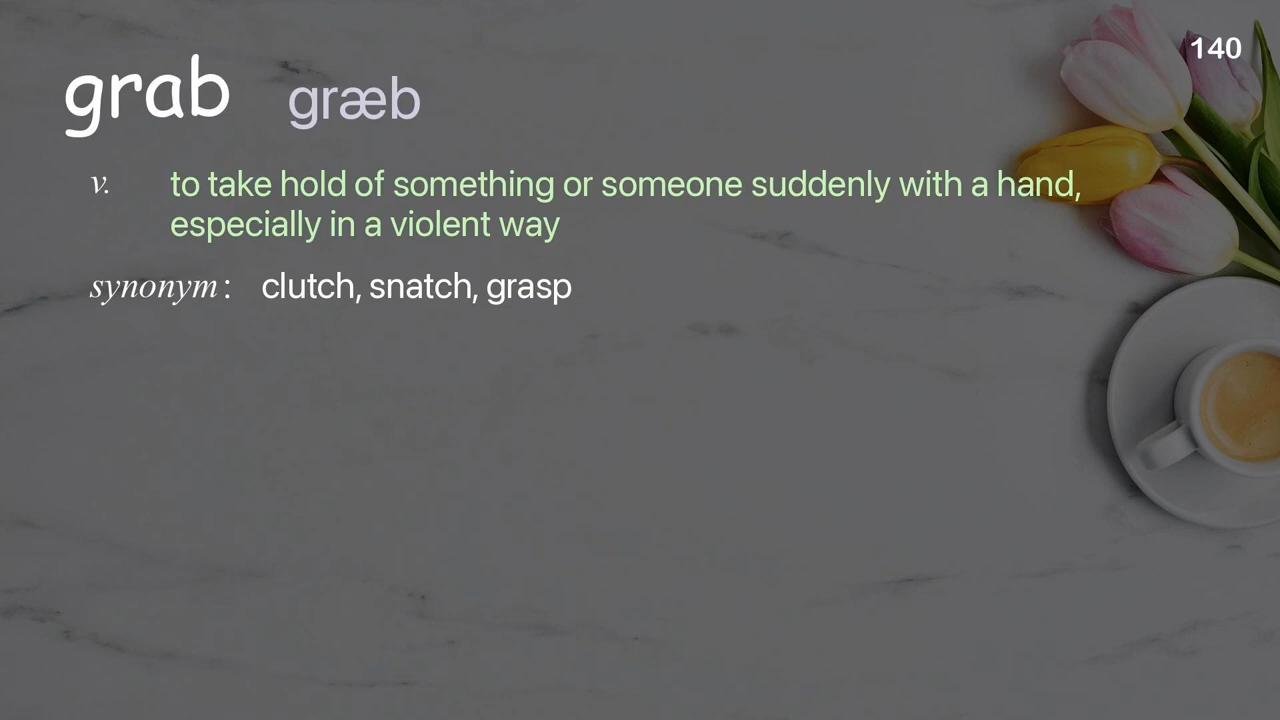 140
grab græb
v. to take hold of something or someone suddenly with a hand,
especially in a violent way
synonym : clutch, snatch, grasp